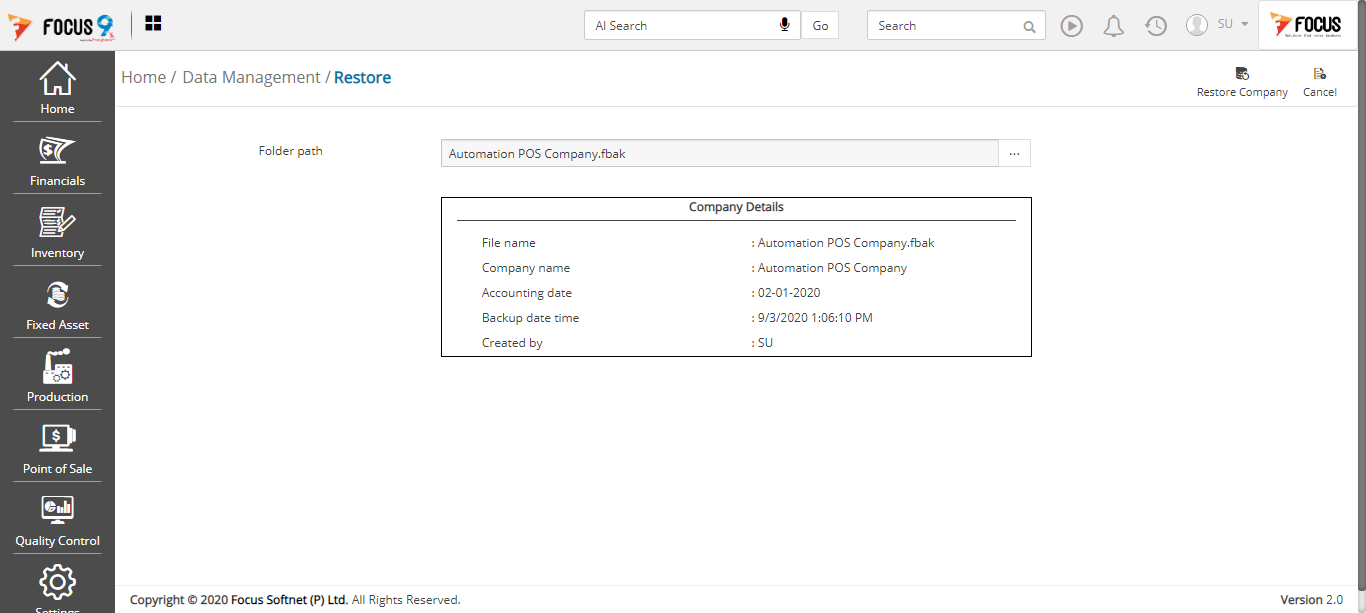 FOCUS 9
AI Search
Go
Search
SU
FOCUS
Home
Financials
Inventory
Fixed Asset
Production
Point of Sale
Quality Control
Settings
Home / Data Management / Restore
Restore Company
Cancel
Folder path
Automation POS Company.fbak
...
Company Details
File name : Automation POS Company.fbak
Company name : Automation POS Company
Accounting date : 02-01-2020
Backup date time : 9/3/2020 1:06:10 PM
Created by : SU
Copyright © 2020 Focus Softnet (P) Ltd. All Rights Reserved.
Version 2.0